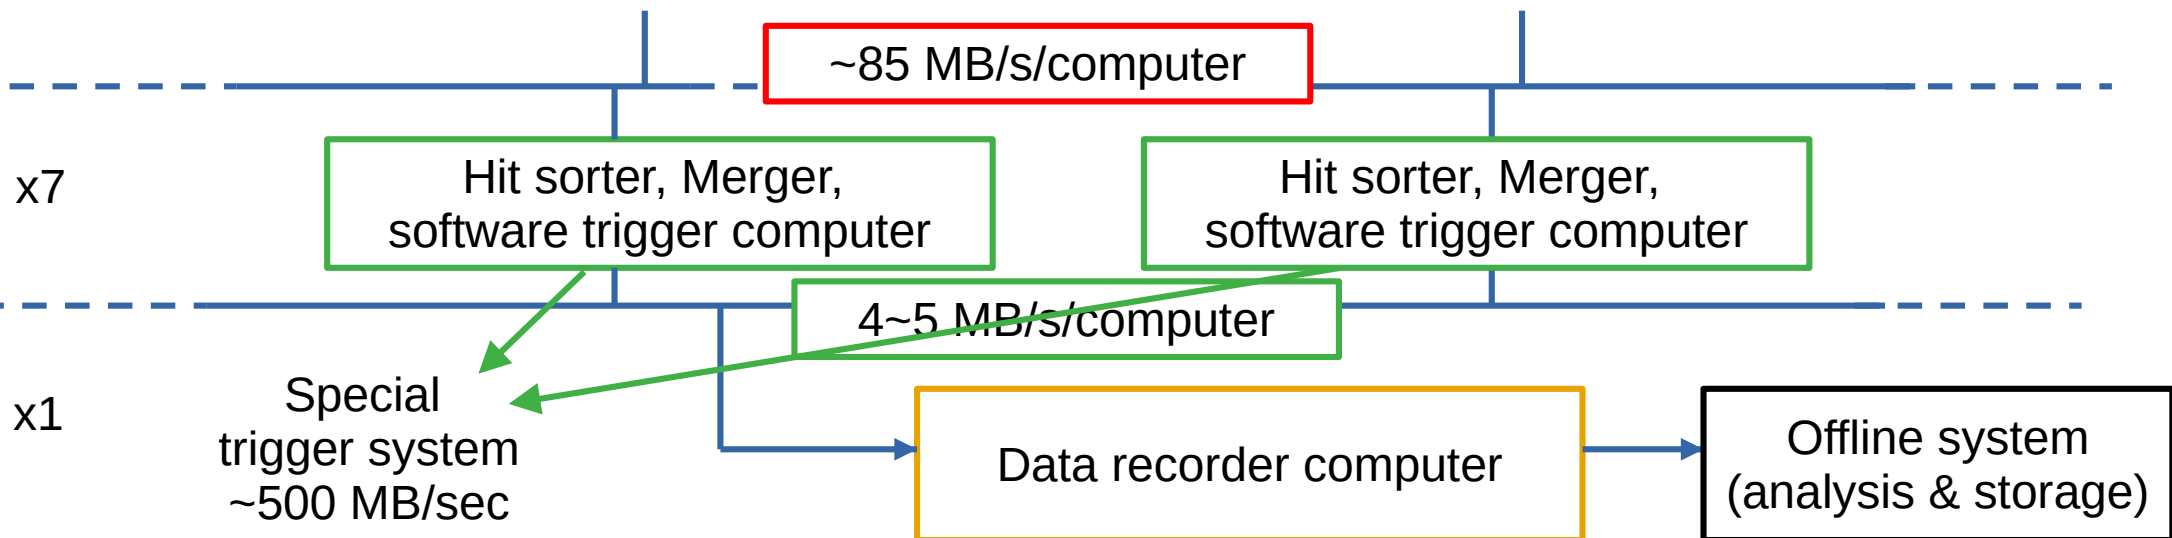 ~85 MB/s/computer
x7
Hit sorter, Merger,
software trigger computer
Hit sorter, Merger,
software trigger computer
4~5 MB/s/computer
x1
Special
trigger system
~500 MB/sec
Data recorder computer
Offline system
(analysis & storage)